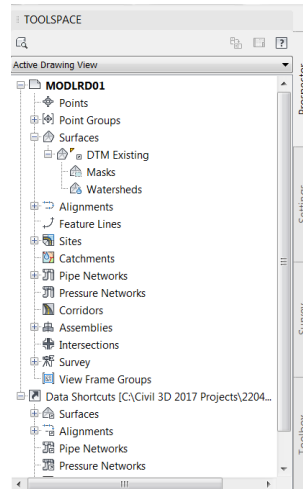 TOOLSPACE
Active Drawing View
MODLRD01
Points
Point Groups
Surfaces
DTM Existing
Masks
Watersheds
Alignments
Feature Lines
Sites
Catchments
Pipe Networks
Pressure Networks
Corridors
Assemblies
Intersections
Survey
View Frame Groups
Data Shortcuts [C:\Civil 3D 2017 Projects\2204...
Surfaces
Alignments
Pipe Networks
Pressure Networks
Prospector
Settings
Survey
Toolbox